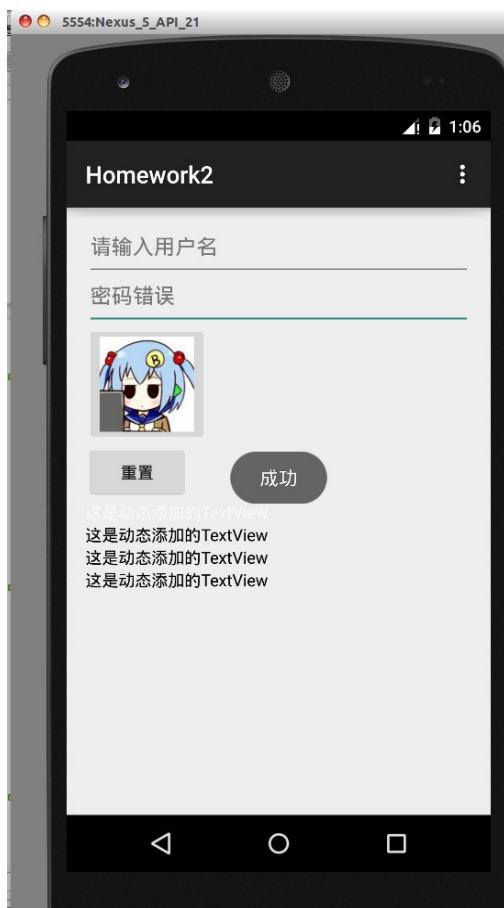 5554:Nexus_5_API_21
1:06
Homework2
请输入用户名
密码错误
B
重置
成功
这是动态添加的TextView
这是动态添加的TextView
这是动态添加的TextView
这是动态添加的TextView